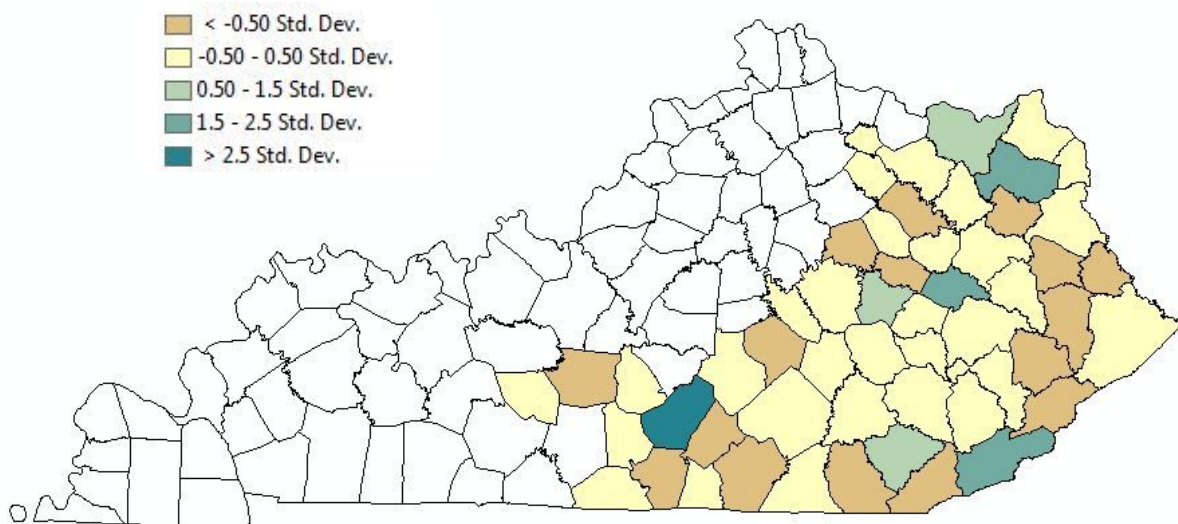 < -0.50 Std. Dev.
-0.50 - 0.50 Std. Dev.
0.50 - 1.5 Std. Dev.
1.5 - 2.5 Std. Dev.
> 2.5 Std. Dev.